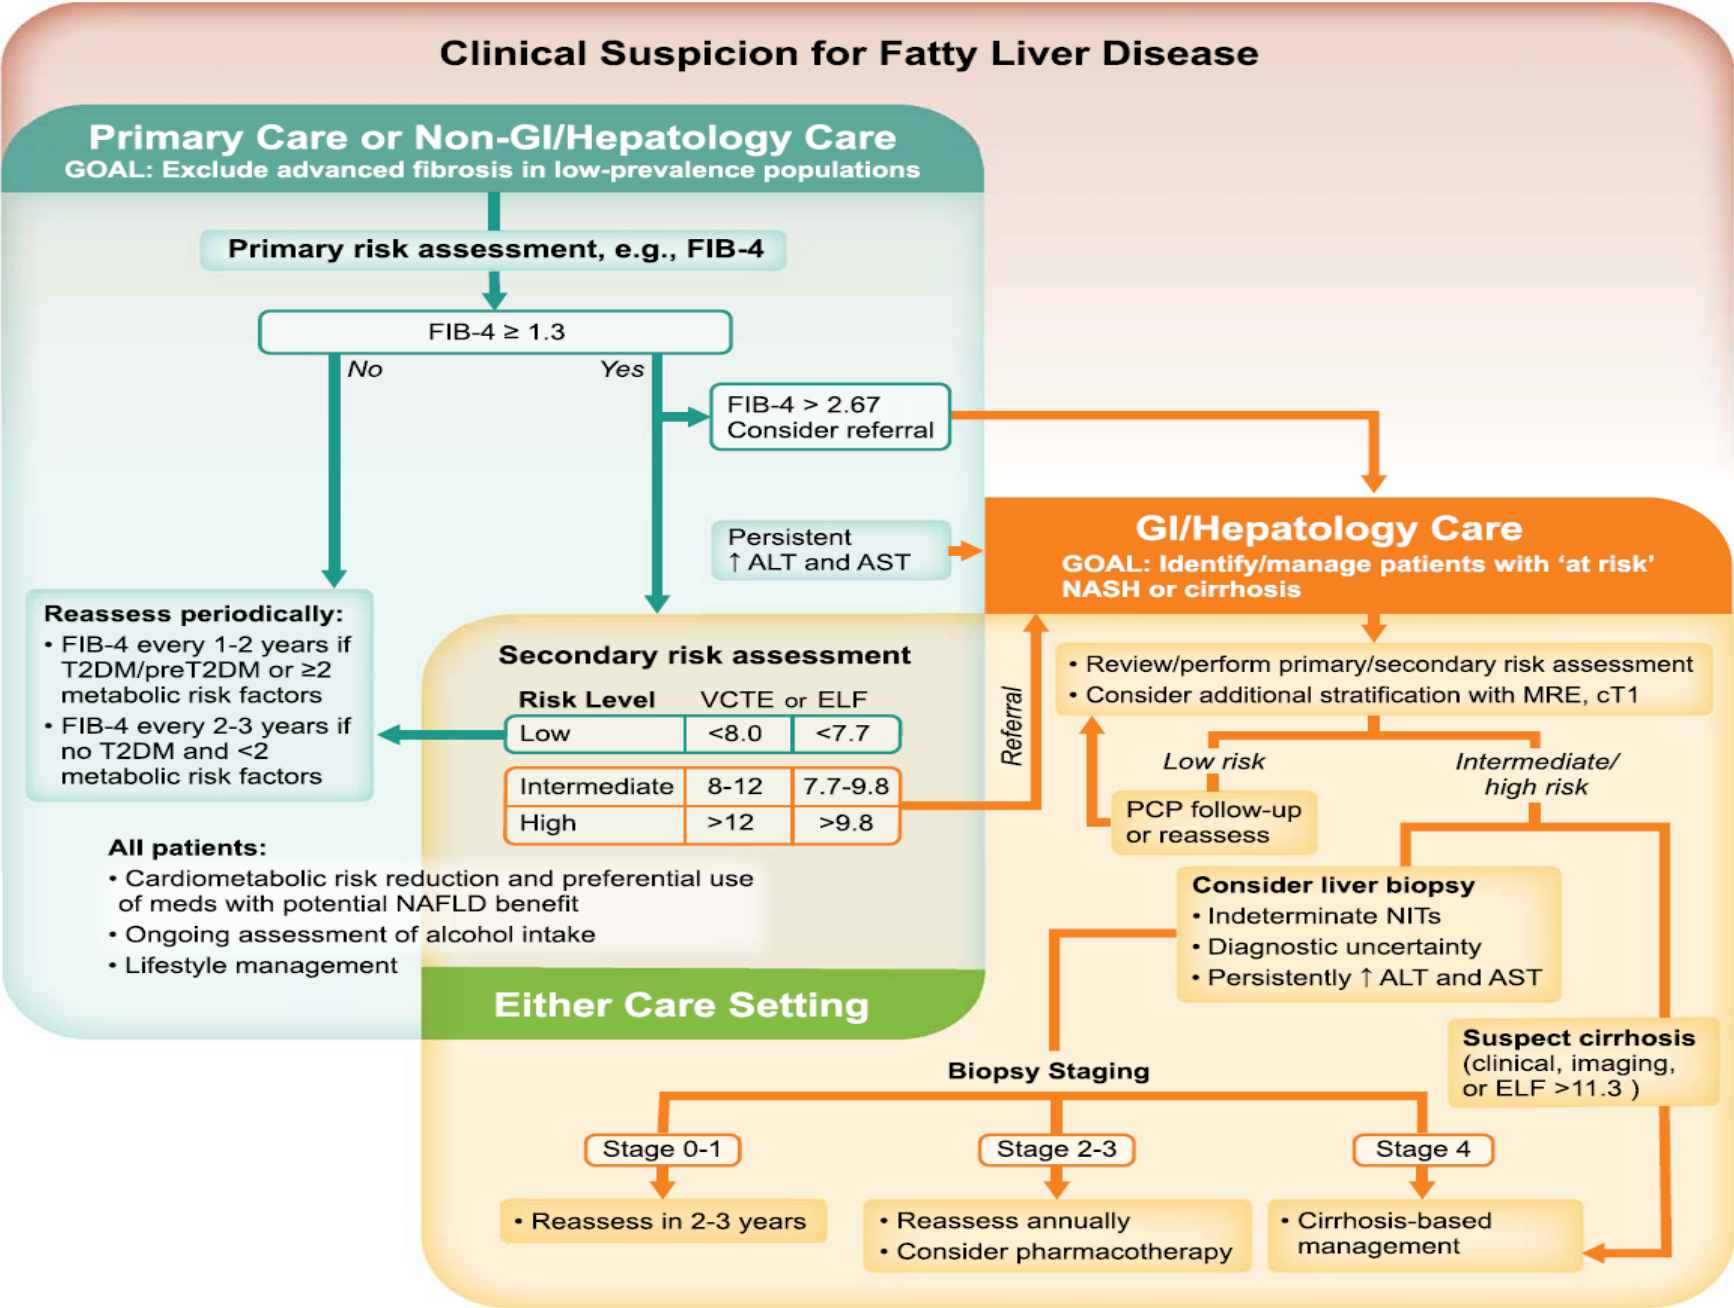 Clinical Suspicion for Fatty Liver Disease
Primary Care or Non-GI/Hepatology Care
GOAL: Exclude advanced fibrosis in low-prevalence populations
Primary risk assessment, e.g., FIB-4
FIB-4 ≥ 1.3
No
Yes
FIB-4 > 2.67
Consider referral
Persistent
↑ ALT and AST
GI/Hepatology Care
GOAL: Identify/manage patients with ‘at risk’
NASH or cirrhosis
Reassess periodically:
• FIB-4 every 1-2 years if
T2DM/preT2DM or ≥2
metabolic risk factors
• FIB-4 every 2-3 years if
no T2DM and <2
metabolic risk factors
Secondary risk assessment
Risk Level VCTE or ELF
Low <8.0 <7.7
Intermediate 8-12 7.7-9.8
High >12 >9.8
Referral
• Review/perform primary/secondary risk assessment
• Consider additional stratification with MRE, cT1
Low risk
Intermediate/
high risk
PCP follow-up
or reassess
All patients:
• Cardiometabolic risk reduction and preferential use
of meds with potential NAFLD benefit
• Ongoing assessment of alcohol intake
• Lifestyle management
Either Care Setting
Consider liver biopsy
• Indeterminate NITs
• Diagnostic uncertainty
• Persistently ↑ ALT and AST
Suspect cirrhosis
(clinical, imaging,
or ELF >11.3 )
Biopsy Staging
Stage 0-1
Stage 2-3
Stage 4
• Reassess in 2-3 years
• Reassess annually
• Consider pharmacotherapy
• Cirrhosis-based
management